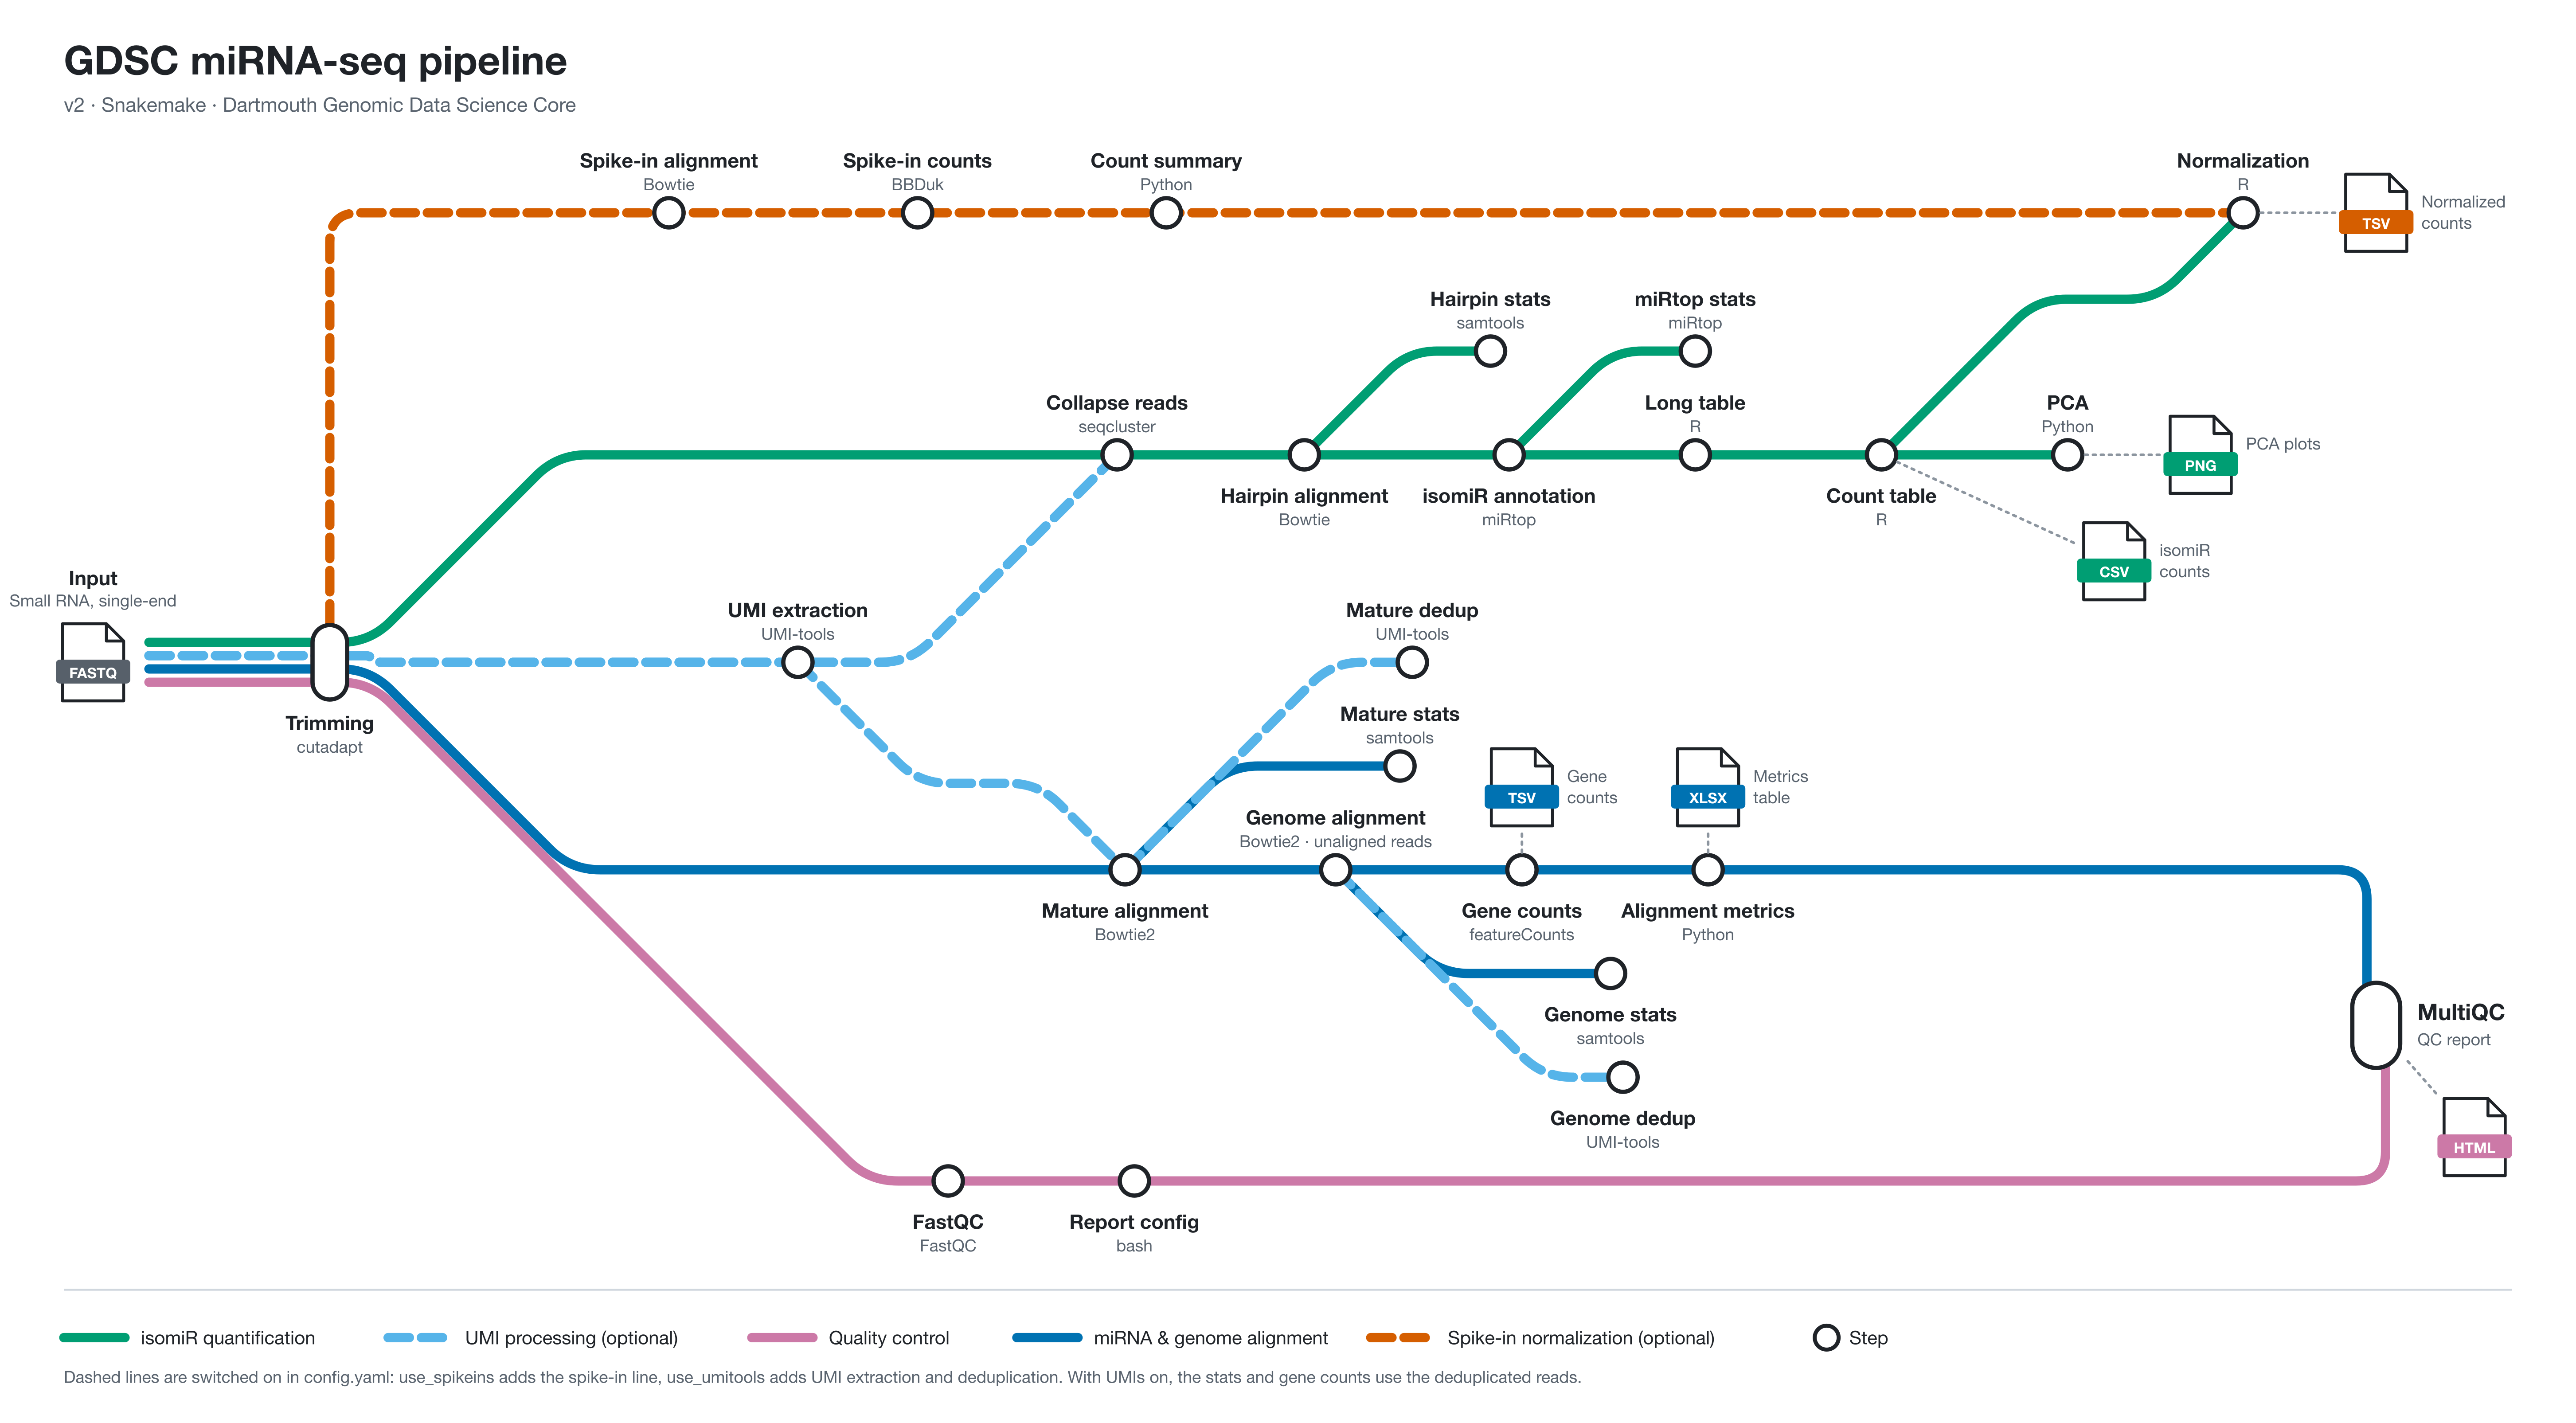 GDSC miRNA-seq pipeline
v2 · Snakemake · Dartmouth Genomic Data Science Core
Spike-in alignment
Bowtie
Spike-in counts
BBDuk
Count summary
Python
Normalization
R
TSV
Normalized
counts
Hairpin stats
samtools
miRtop stats
miRtop
Collapse reads
seqcluster
Long table
R
PCA
Python
PNG
PCA plots
Hairpin alignment
Bowtie
isomiR annotation
miRtop
Count table
R
CSV
isomiR
counts
Input
Small RNA, single-end
FASTQ
Trimming
cutadapt
UMI extraction
UMI-tools
Mature dedup
UMI-tools
Mature stats
samtools
Genome alignment
Bowtie2 · unaligned reads
TSV
Gene
counts
XLSX
Metrics
table
Mature alignment
Bowtie2
Gene counts
featureCounts
Alignment metrics
Python
Genome stats
samtools
Genome dedup
UMI-tools
MultiQC
QC report
HTML
FastQC
FastQC
Report config
bash
isomiR quantification
UMI processing (optional)
Quality control
miRNA & genome alignment
Spike-in normalization (optional)
Step
Dashed lines are switched on in config.yaml: use_spikeins adds the spike-in line, use_umitools adds UMI extraction and deduplication. With UMIs on, the stats and gene counts use the deduplicated reads.